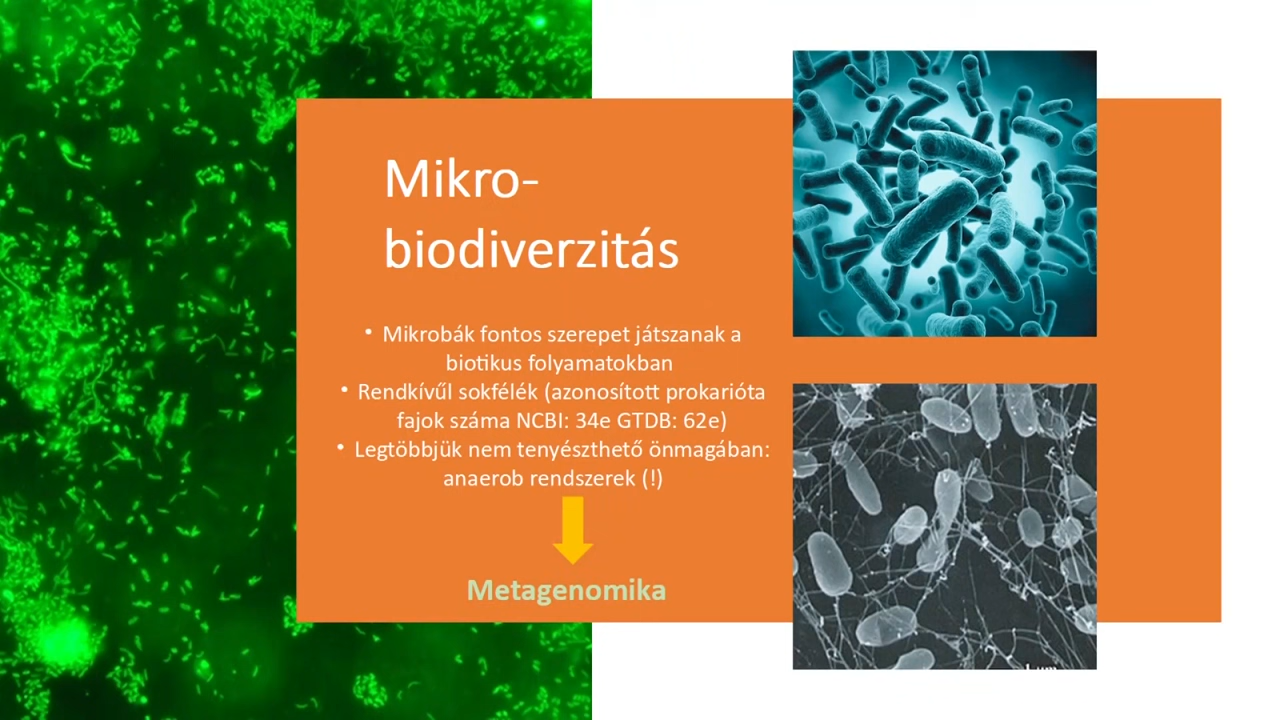 Mikro-
biodiverzitás
• Mikrobák fontos szerepet játszanak a
biotikus folyamatokban
• Rendkívűl sokfélék (azonosított prokarióta
fajok száma NCBI: 34e GTDB: 62e)
• Legtöbbjük nem tenyészthető önmagában:
anaerob rendszerek (!)
Metagenomika